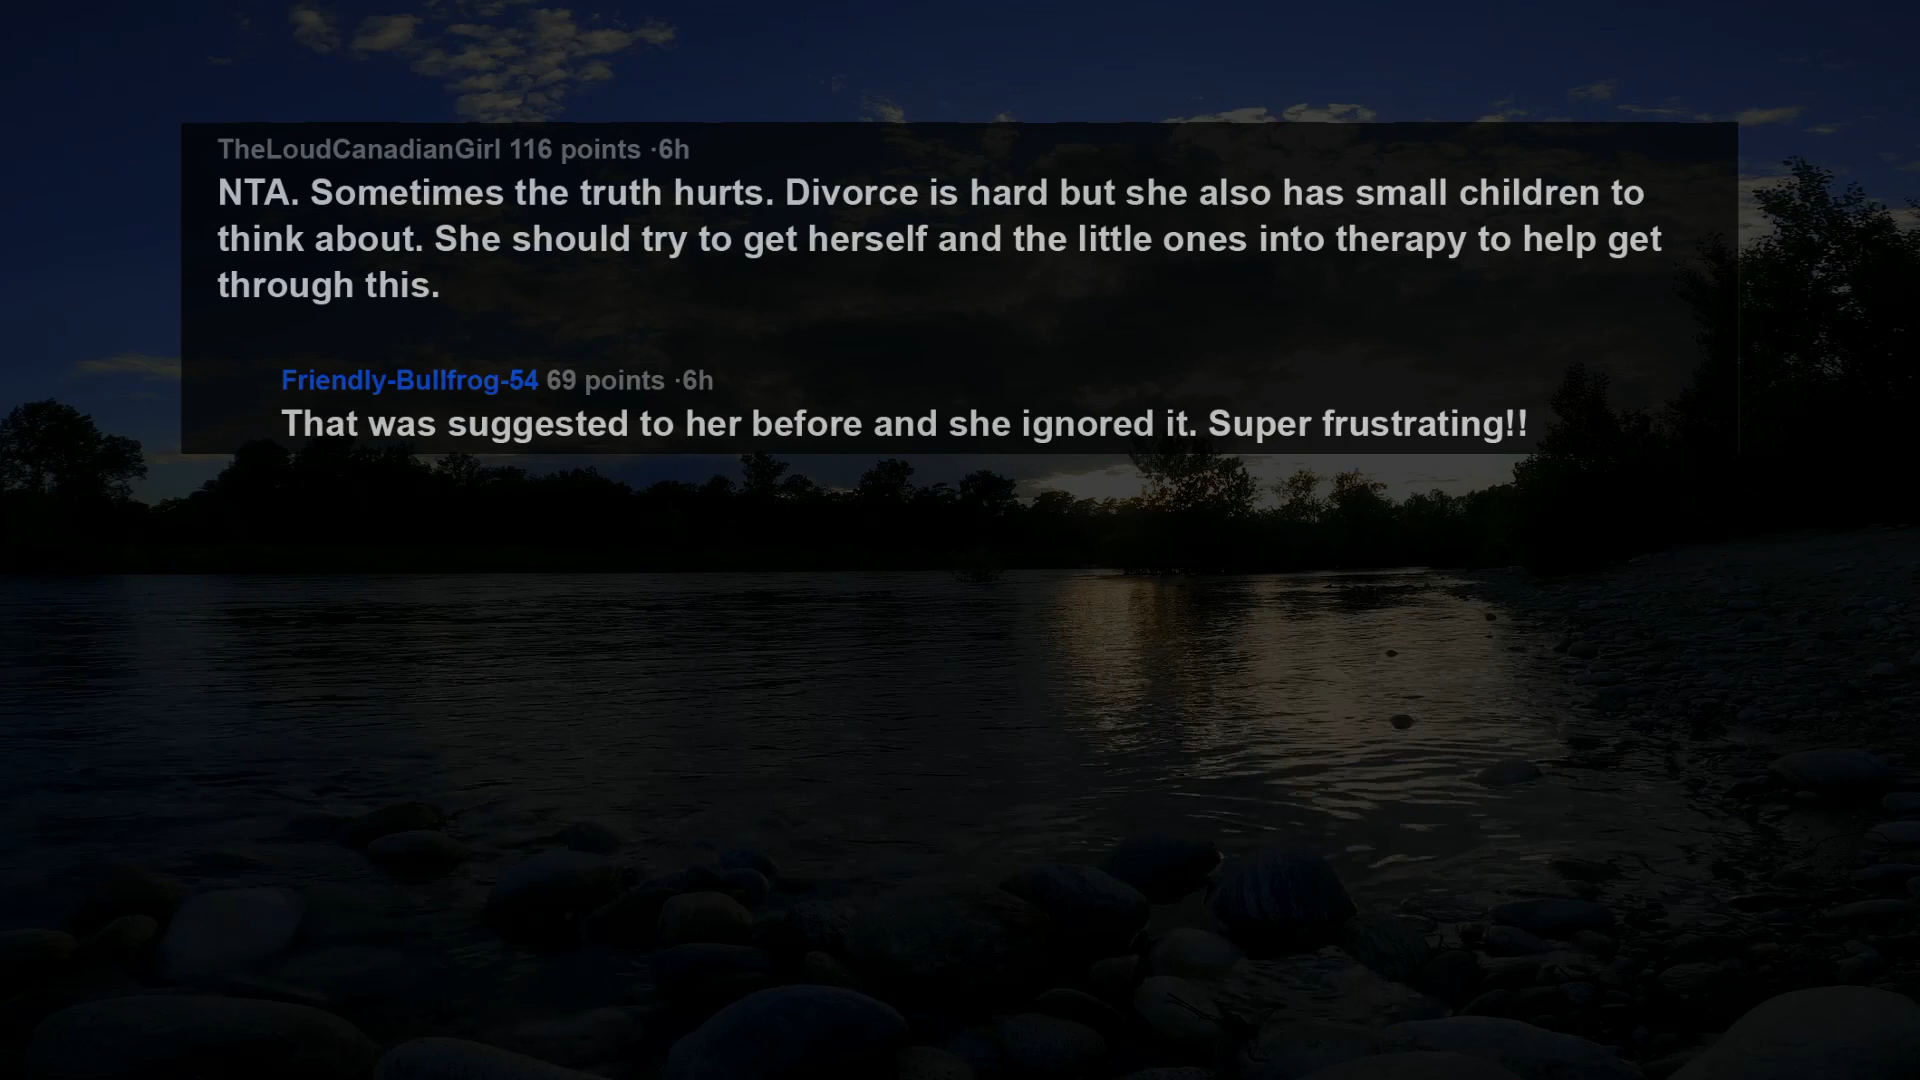 TheLoudCanadianGirl 116 points ·6h
NTA. Sometimes the truth hurts. Divorce is hard but she also has small children to
think about. She should try to get herself and the little ones into therapy to help get
through this.
Friendly-Bullfrog-54 69 points ·6h
That was suggested to her before and she ignored it. Super frustrating!!